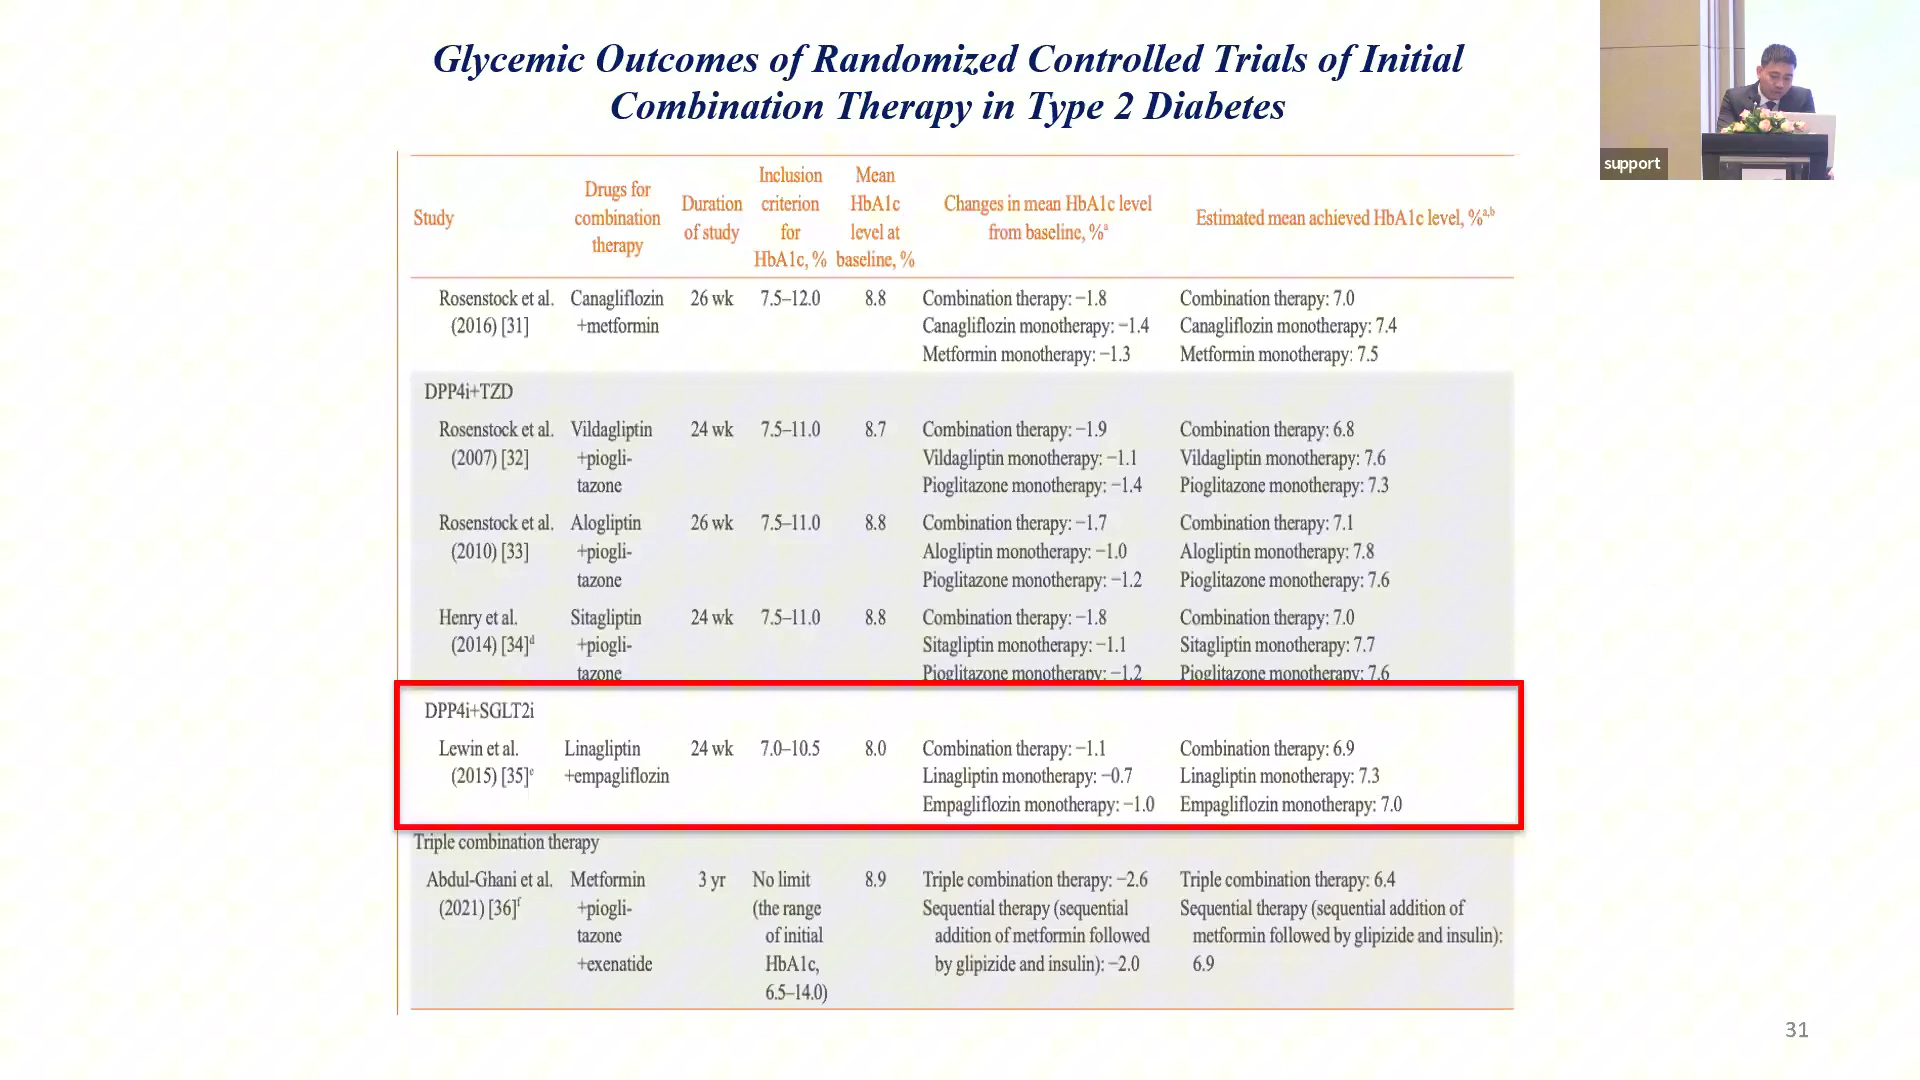 Glycemic Outcomes of Randomized Controlled Trials of Initial
Combination Therapy in Type 2 Diabetes
support
Study
Drugs for
combination
therapy
Duration
of study
Inclusion
criterion
for
HbA1c, %
Mean
HbA1c
level at
baseline, %
Changes in mean HbA1c level
from baseline, %a
Estimated mean achieved HbA1c level, %a,b
Rosenstock et al. Canagliflozin 26 wk 7.5–12.0 8.8 Combination therapy: −1.8 Combination therapy: 7.0
(2016) [31] +metformin Canagliflozin monotherapy: −1.4 Canagliflozin monotherapy: 7.4
Metformin monotherapy: −1.3 Metformin monotherapy: 7.5
DPP4i+TZD
Rosenstock et al. Vildagliptin 24 wk 7.5–11.0 8.7 Combination therapy: −1.9 Combination therapy: 6.8
(2007) [32] +piogli- Vildagliptin monotherapy: −1.1 Vildagliptin monotherapy: 7.6
tazone Pioglitazone monotherapy: −1.4 Pioglitazone monotherapy: 7.3
Rosenstock et al. Alogliptin 26 wk 7.5–11.0 8.8 Combination therapy: −1.7 Combination therapy: 7.1
(2010) [33] +piogli- Alogliptin monotherapy: −1.0 Alogliptin monotherapy: 7.8
tazone Pioglitazone monotherapy: −1.2 Pioglitazone monotherapy: 7.6
Henry et al. Sitagliptin 24 wk 7.5–11.0 8.8 Combination therapy: −1.8 Combination therapy: 7.0
(2014) [34]d +piogli- Sitagliptin monotherapy: −1.1 Sitagliptin monotherapy: 7.7
tazone Pioglitazone monotherapy: −1.2 Pioglitazone monotherapy: 7.6
DPP4i+SGLT2i
Lewin et al. Linagliptin 24 wk 7.0–10.5 8.0 Combination therapy: −1.1 Combination therapy: 6.9
(2015) [35]e +empagliflozin Linagliptin monotherapy: −0.7 Linagliptin monotherapy: 7.3
Empagliflozin monotherapy: −1.0 Empagliflozin monotherapy: 7.0
Triple combination therapy
Abdul-Ghani et al. Metformin 3 yr No limit 8.9 Triple combination therapy: −2.6 Triple combination therapy: 6.4
(2021) [36]f +piogli- (the range Sequential therapy (sequential Sequential therapy (sequential addition of
tazone of initial addition of metformin followed metformin followed by glipizide and insulin):
+exenatide HbA1c, by glipizide and insulin): −2.0 6.9
6.5–14.0)
31